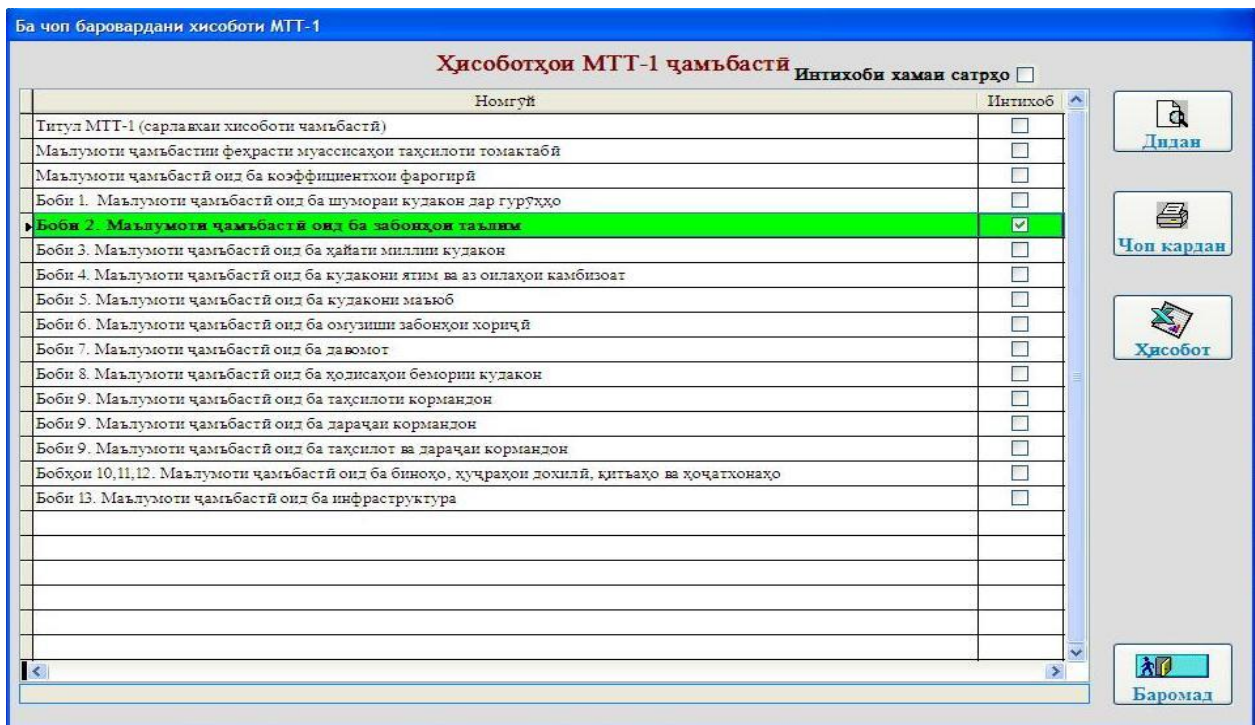 Ба чоп баровардани хисоботи МТТ-1
Ҳисоботҳои МТТ-1 ҷамъбастӣ
Интихоби хамаи сатрҳо
Номгӯй Интихоб
Титул МТТ-1 (сарлавхаи хисоботи чамъбастӣ)
Маълумоти ҷамъбастии феҳрасти муассисаҳои таҳсилоти томактабӣ
Маълумоти ҷамъбастӣ оид ба коэффициентхои фарогирӣ
Боби 1. Маълумоти ҷамъбастӣ оид ба шумораи кудакон дар гурӯҳҳо
Боби 2. Маълумоти ҷамъбастӣ оид ба забонҳои таълим
Боби 3. Маълумоти ҷамъбастӣ оид ба ҳайати миллии кудакон
Боби 4. Маълумоти ҷамъбастӣ оид ба кудакони ятим ва аз оилаҳои камбизоат
Боби 5. Маълумоти ҷамъбастӣ оид ба кудакони маъюб
Боби 6. Маълумоти ҷамъбастӣ оид ба омузиши забонҳои хориҷӣ
Боби 7. Маълумоти ҷамъбастӣ оид ба давомот
Боби 8. Маълумоти ҷамъбастӣ оид ба ҳодисаҳои бемории кудакон
Боби 9. Маълумоти ҷамъбастӣ оид ба таҳсилоти кормандон
Боби 9. Маълумоти ҷамъбастӣ оид ба дараҷаи кормандон
Боби 9. Маълумоти ҷамъбастӣ оид ба таҳсилот ва дараҷаи кормандон
Бобҳои 10,11,12. Маълумоти ҷамъбастӣ оид ба биноҳо, ҳуҷраҳои дохилӣ, қитъаҳо ва ҳоҷатхонаҳо
Боби 13. Маълумоти ҷамъбастӣ оид ба инфраструктура
Дидан
Чоп кардан
Ҳисобот
Баромад